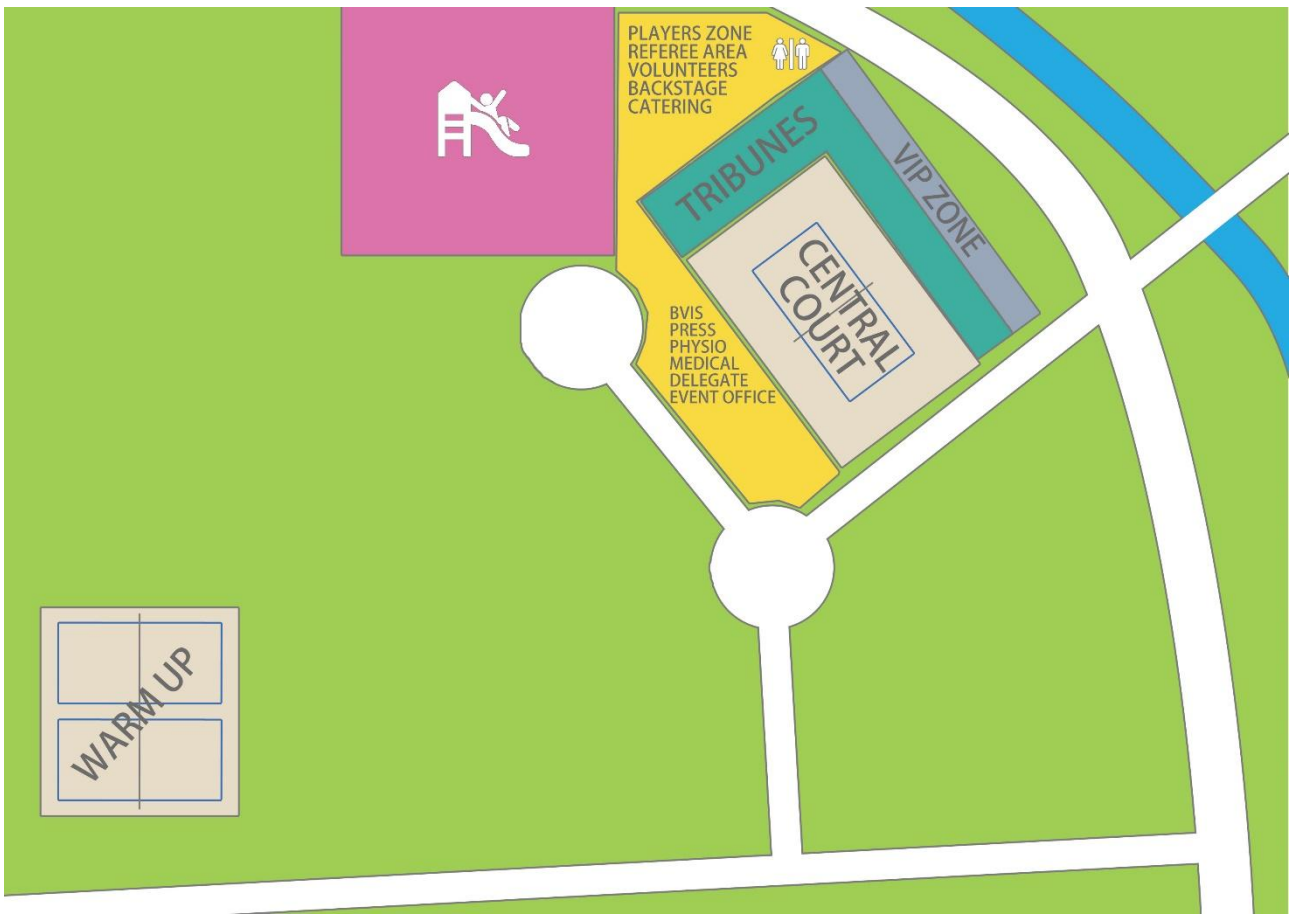 PLAYERS ZONE
REFEREE AREA
VOLUNTEERS
BACKSTAGE
CATERING
TRIBUNES
VIP ZONE
CENTRAL
COURT
BVIS
PRESS
PHYSIO
MEDICAL
DELEGATE
EVENT OFFICE
WARM UP